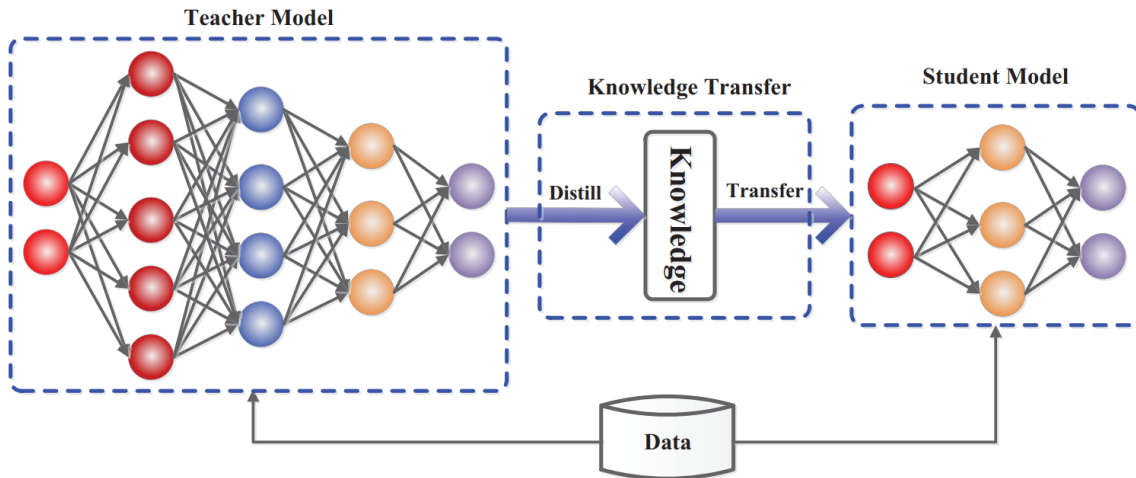 Teacher Model
Knowledge Transfer
Student Model
Distill
Knowledge
Transfer
Data